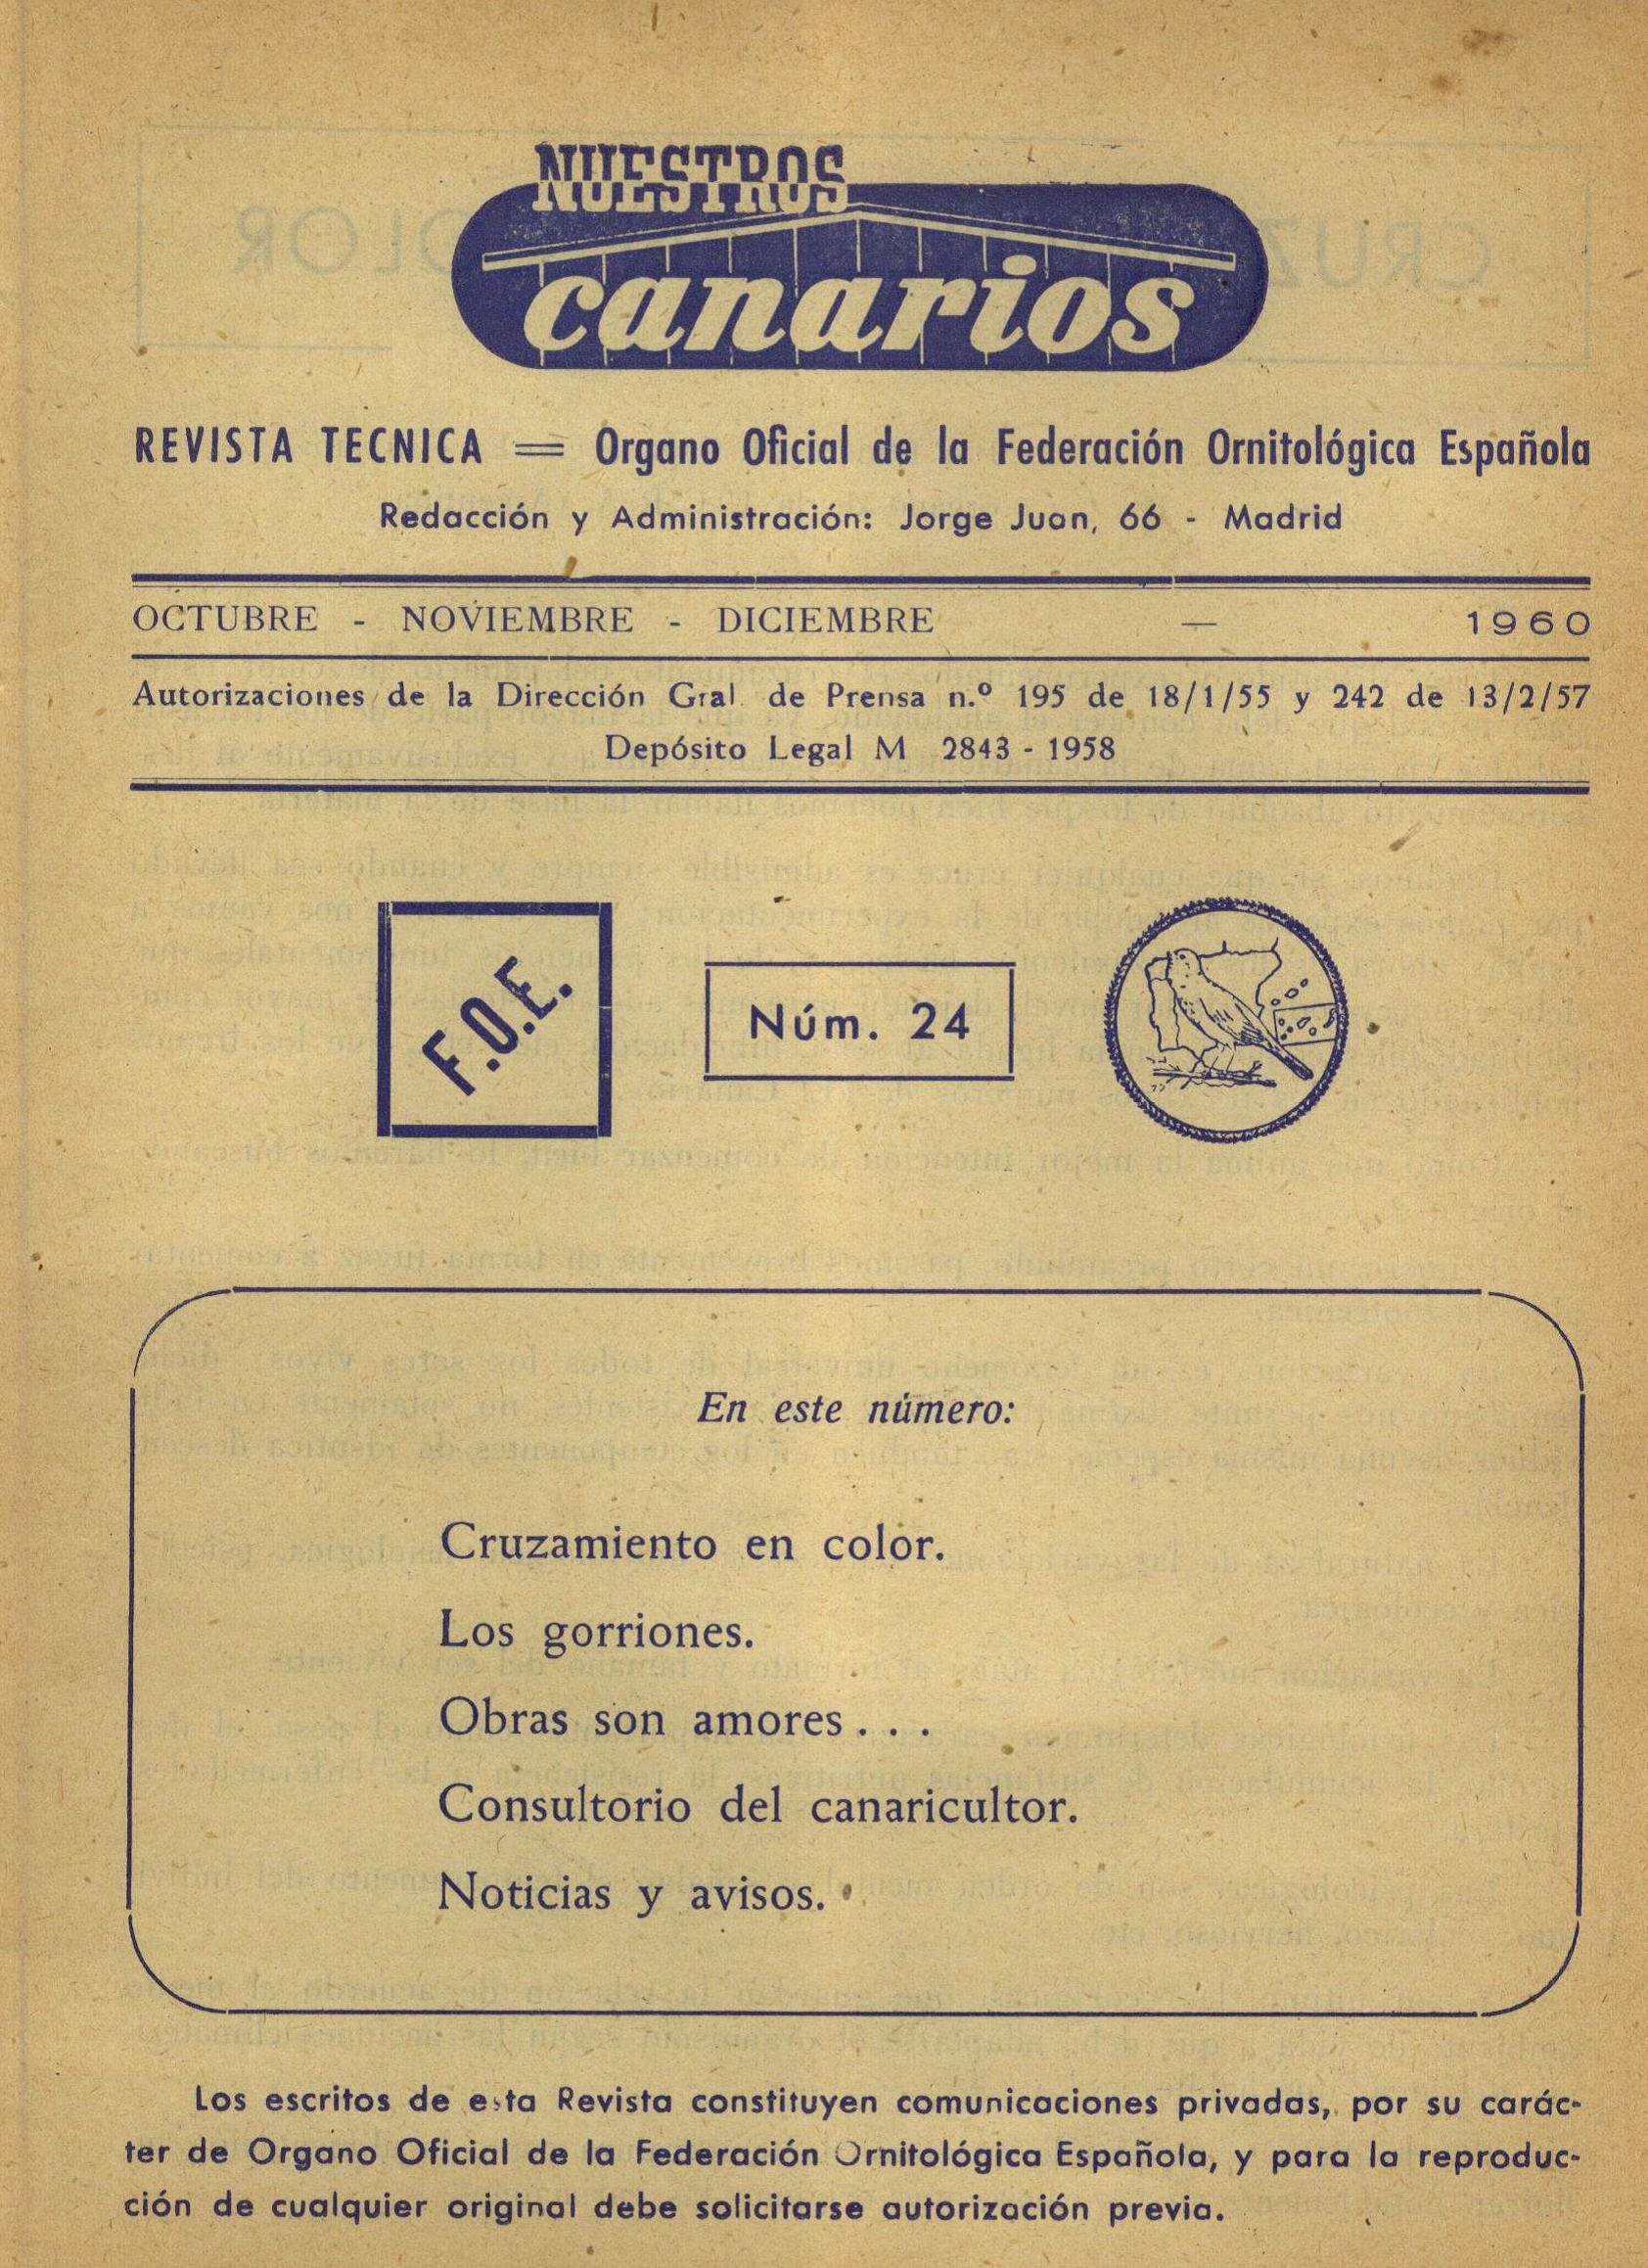 NUESTROS
canarios
REVISTA TECNICA = Organo Oficial de la Federación Ornitológica Española
Redacción y Administración: Jorge Juan, 66 - Madrid
OCTUBRE - NOVIEMBRE - DICIEMBRE — 1960
Autorizaciones de la Dirección Gral. de Prensa n.º 195 de 18/1/55 y 242 de 13/2/57
Depósito Legal M 2843 - 1958
F.O.E.
Núm. 24
En este número:
Cruzamiento en color.
Los gorriones.
Obras son amores . . .
Consultorio del canaricultor.
Noticias y avisos.
Los escritos de esta Revista constituyen comunicaciones privadas, por su carác-
ter de Organo Oficial de la Federación Ornitológica Española, y para la reproduc-
ción de cualquier original debe solicitarse autorización previa.